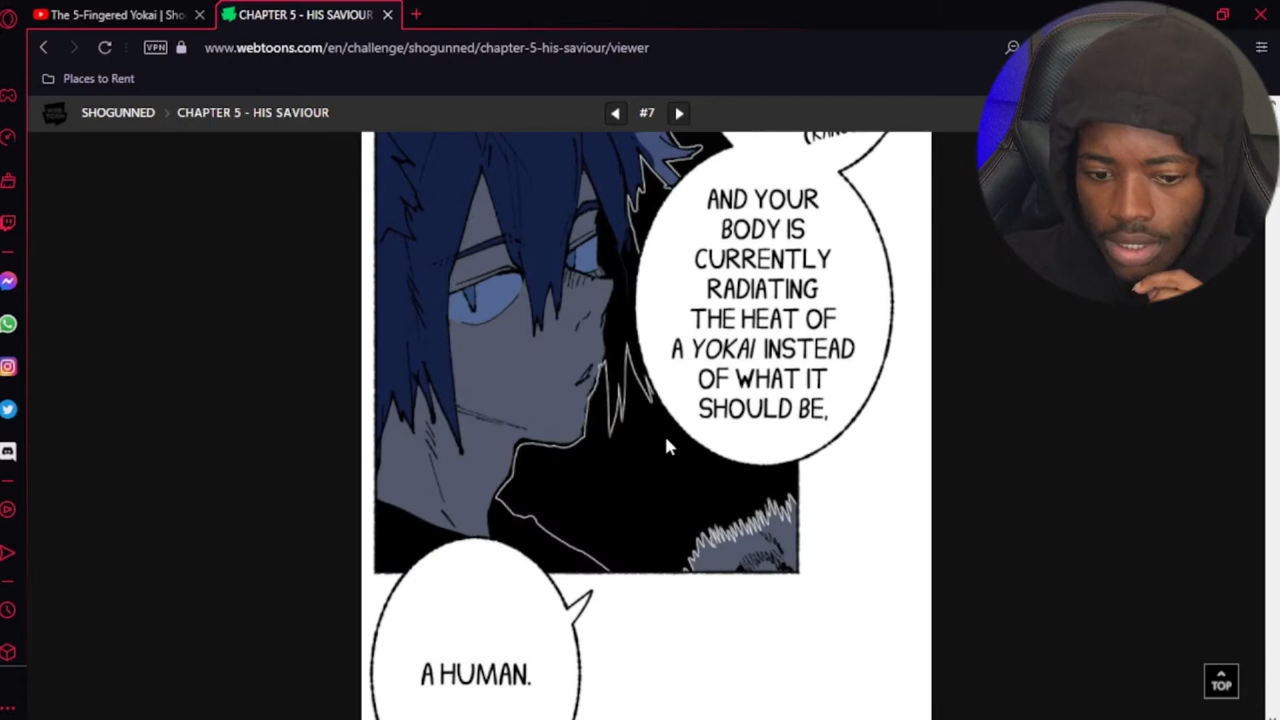 The 5-Fingered Yokai | Sho
CHAPTER 5 - HIS SAVIOUR
VPN
www.webtoons.com/en/challenge/shogunned/chapter-5-his-saviour/viewer
Places to Rent
SHOGUNNED
CHAPTER 5 - HIS SAVIOUR
#7
AND YOUR
BODY IS
CURRENTLY
RADIATING
THE HEAT OF
A YOKAI INSTEAD
OF WHAT IT
SHOULD BE,
A HUMAN.
TOP